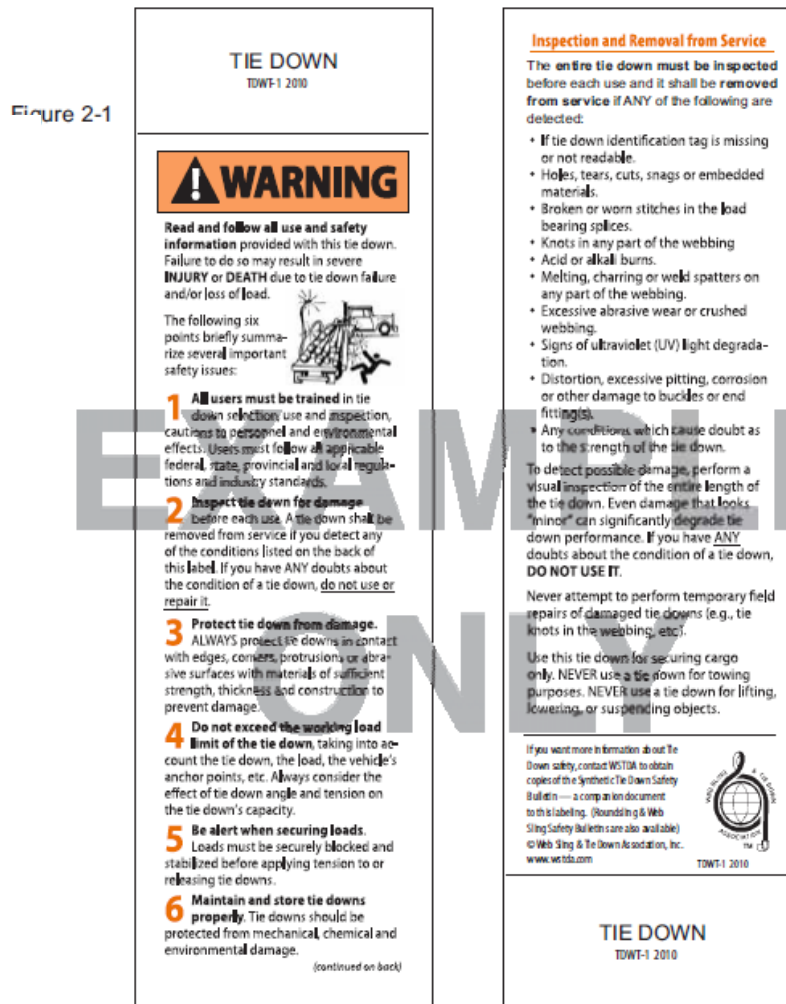 Figure 2-1
TIE DOWN
TDWT-1 2010
WARNING
Read and follow all use and safety
information provided with this tie down.
Failure to do so may result in severe
INJURY or DEATH due to tie down failure
and/or loss of load.
The following six
points briefly summa-
rize several important
safety issues:
1 All users must be trained in tie
down selection, use and inspection,
cautions to personnel and environmental
effects. Users must follow all applicable
federal, state, provincial and local regula-
tions and industry standards.
2 Inspect tie down for damage
before each use. A tie down shall be
removed from service if you detect any
of the conditions listed on the back of
this label. If you have ANY doubts about
the condition of a tie down, do not use or
repair it.
3 Protect tie down from damage.
ALWAYS protect tie downs in contact
with edges, corners, protrusions or abra-
sive surfaces with materials of sufficient
strength, thickness and construction to
prevent damage.
4 Do not exceed the working load
limit of the tie down, taking into ac-
count the tie down, the load, the vehicle's
anchor points, etc. Always consider the
effect of tie down angle and tension on
the tie down's capacity.
5 Be alert when securing loads.
Loads must be securely blocked and
stabilized before applying tension to or
releasing tie downs.
6 Maintain and store tie downs
properly. Tie downs should be
protected from mechanical, chemical and
environmental damage.
(continued on back)
Inspection and Removal from Service
The entire tie down must be inspected
before each use and it shall be removed
from service if ANY of the following are
detected:
• If tie down identification tag is missing
or not readable.
• Holes, tears, cuts, snags or embedded
materials.
• Broken or worn stitches in the load
bearing splices.
• Knots in any part of the webbing
• Acid or alkali burns.
• Melting, charring or weld spatters on
any part of the webbing.
• Excessive abrasive wear or crushed
webbing.
• Signs of ultraviolet (UV) light degrada-
tion.
• Distortion, excessive pitting, corrosion
or other damage to buckles or end
fitting(s).
• Any conditions which cause doubt as
to the strength of the tie down.
To detect possible damage, perform a
visual inspection of the entire length of
the tie down. Even damage that looks
"minor" can significantly degrade tie
down performance. If you have ANY
doubts about the condition of a tie down,
DO NOT USE IT.
Never attempt to perform temporary field
repairs of damaged tie downs (e.g., tie
knots in the webbing, etc).
Use this tie down for securing cargo
only. NEVER use a tie down for towing
purposes. NEVER use a tie down for lifting,
lowering, or suspending objects.
If you want more information about Tie
Down safety, contact WSTDA to obtain
copies of the Synthetic Tie Down Safety
Bulletin — a companion document
to this labeling. (Roundsling & Web
Sling Safety Bulletins are also available)
© Web Sling & Tie Down Association, Inc.
www.wstda.com
WEB SLING & TIE DOWN
ASSOCIATION
TM
TDWT-1 2010
TIE DOWN
TDWT-1 2010
EXAMPL
ONLY